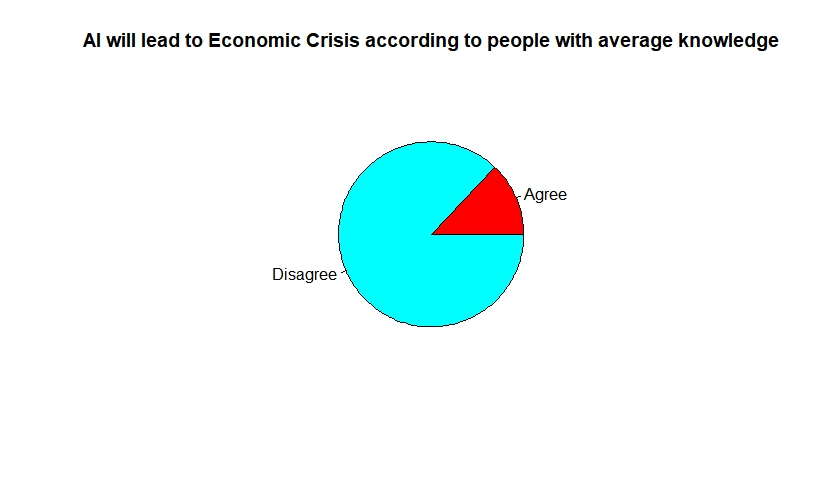 AI will lead to Economic Crisis according to people with average knowledge
Agree
Disagree